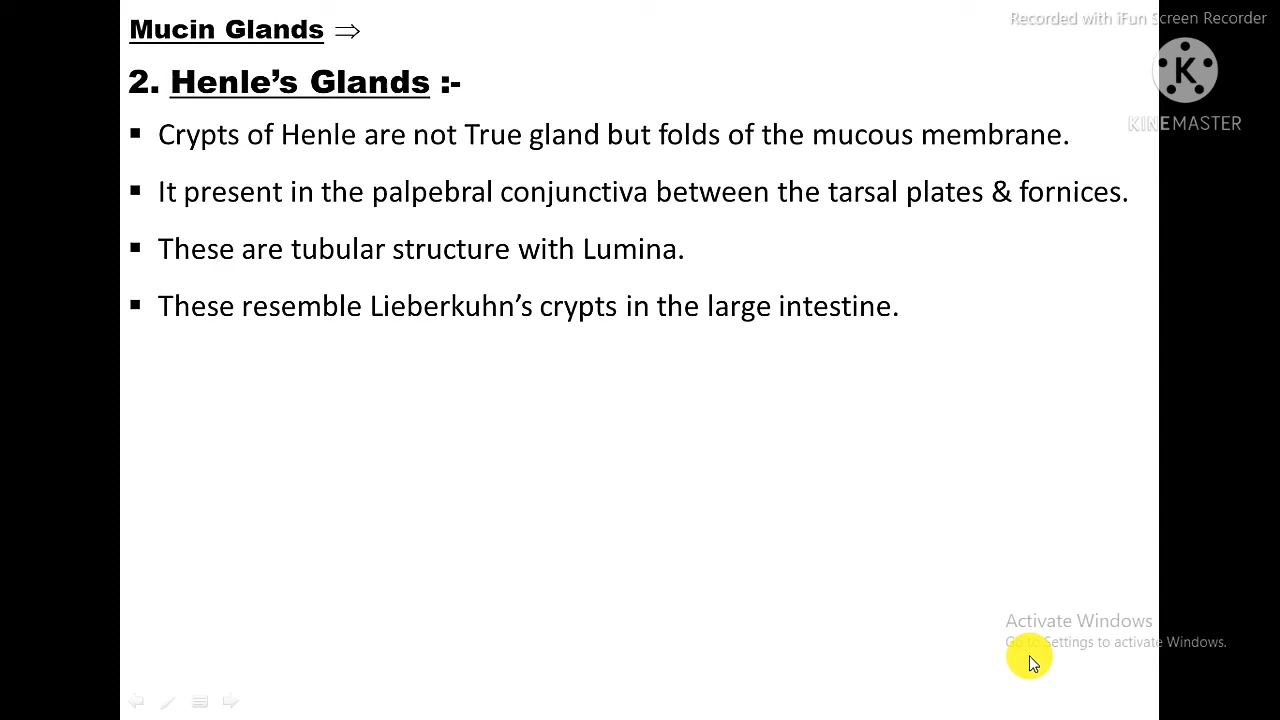 Mucin Glands ⇒
Recorded with iFun Screen Recorder
2. Henle’s Glands :-
K
KINEMASTER
▪ Crypts of Henle are not True gland but folds of the mucous membrane.
▪ It present in the palpebral conjunctiva between the tarsal plates & fornices.
▪ These are tubular structure with Lumina.
▪ These resemble Lieberkuhn’s crypts in the large intestine.
Activate Windows
Go to Settings to activate Windows.